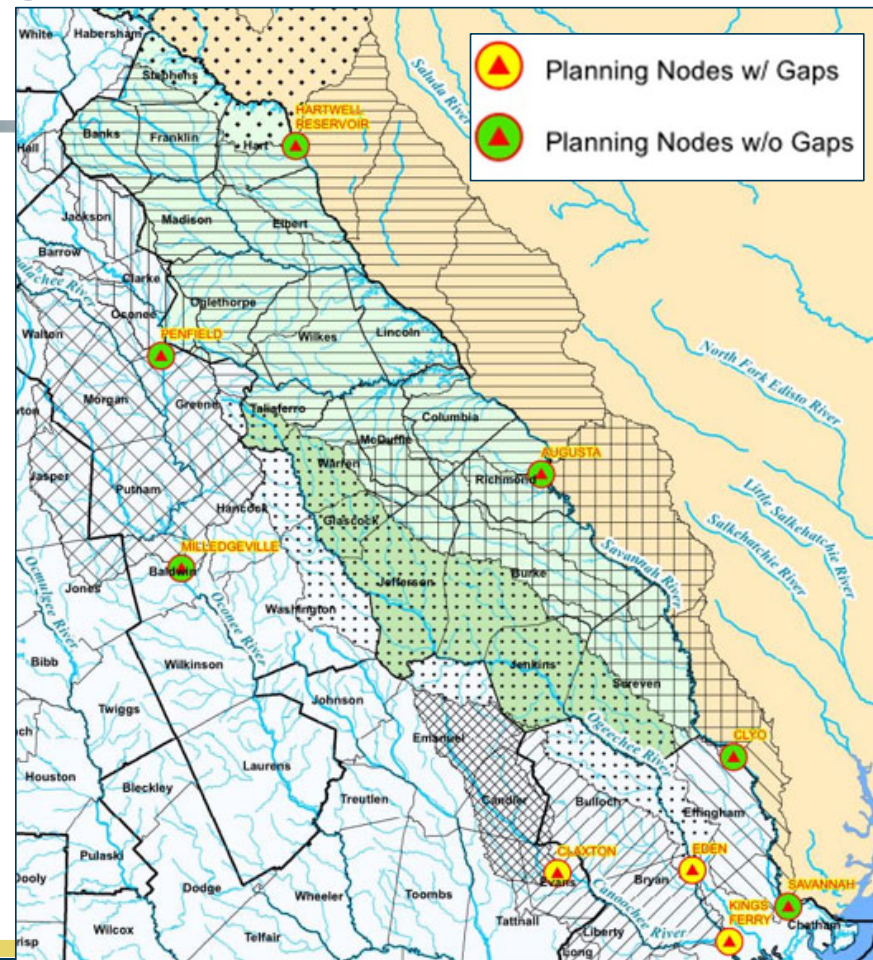 White
Habersham
Saluda River
Planning Nodes w/ Gaps
Planning Nodes w/o Gaps
Stephens
HARTWELL
RESERVOIR
Banks
Franklin
Hart
Hall
Jackson
Madison
Elbert
Barrow
Clarke
Oconee
Oglethorpe
Walton
PENFIELD
Wilkes
Lincoln
North Fork Edisto River
Morgan
Greene
Taliaferro
Columbia
McDuffie
AUGUSTA
Warren
Richmond
Jasper
Putnam
Hancock
Glascock
Little Salkehatchie River
Salkehatchie River
MILLEDGEVILLE
Baldwin
Savannah River
Burke
Jefferson
Jones
Ocmulgee River
Oconee River
Washington
Bibb
Wilkinson
Jenkins
Screven
Twiggs
Johnson
Emanuel
Ogeechee River
CLYO
Houston
Laurens
Bleckley
Treutlen
Candler
Bulloch
Effingham
Pulaski
CLAXTON
EDEN
Dooly
Evans
Bryan
Dodge
Wheeler
Toombs
SAVANNAH
KINGS
FERRY
Chatham
Tattnall
Canoochee River
Wilcox
Telfair
Liberty
Long